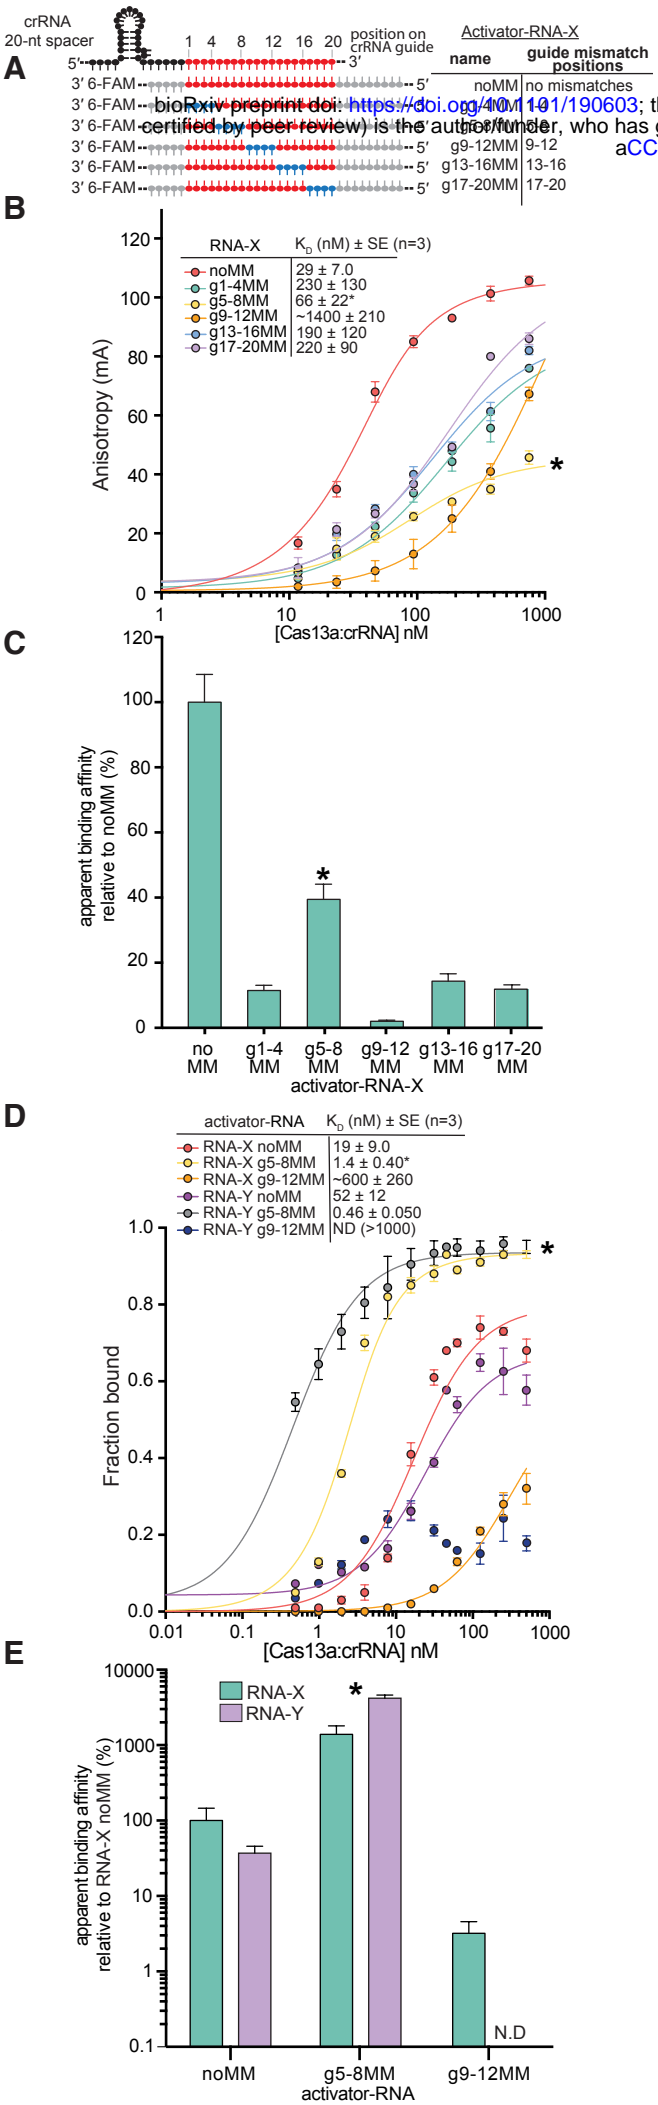 crRNA
20-nt spacer
1 4 8 12 16 20
position on
crRNA guide
5′ 3′
A
Activator-RNA-X
name
guide mismatch
positions
3′ 6-FAM 5′
noMM no mismatches
3′ 6-FAM
bioRxiv preprint doi: https://doi.org/10.1101/190603; th
3′ 6-FAM
certified by peer review) is the author/funder, who has g
3′ 6-FAM 5′
g9-12MM 9-12
aCC
3′ 6-FAM 5′
g13-16MM 13-16
3′ 6-FAM 5′
g17-20MM 17-20
B
RNA-X K_D (nM) ± SE (n=3)
noMM 29 ± 7.0
g1-4MM 230 ± 130
g5-8MM 66 ± 22*
g9-12MM ~1400 ± 210
g13-16MM 190 ± 120
g17-20MM 220 ± 90
Anisotropy (mA)
120
100
80
60
40
20
0
*
1 10 100 1000
[Cas13a:crRNA] nM
C
apparent binding affinity
relative to noMM (%)
120
100
80
60
40
20
0
*
no
MM
g1-4
MM
g5-8
MM
g9-12
MM
g13-16
MM
g17-20
MM
activator-RNA-X
D
activator-RNA K_D (nM) ± SE (n=3)
RNA-X noMM 19 ± 9.0
RNA-X g5-8MM 1.4 ± 0.40*
RNA-X g9-12MM ~600 ± 260
RNA-Y noMM 52 ± 12
RNA-Y g5-8MM 0.46 ± 0.050
RNA-Y g9-12MM ND (>1000)
Fraction bound
1.0
0.8
0.6
0.4
0.2
0.0
*
0.01 0.1 1 10 100 1000
[Cas13a:crRNA] nM
E
apparent binding affinity
relative to RNA-X noMM (%)
10000
1000
100
10
1
0.1
RNA-X
RNA-Y
*
N.D
noMM g5-8MM g9-12MM
activator-RNA